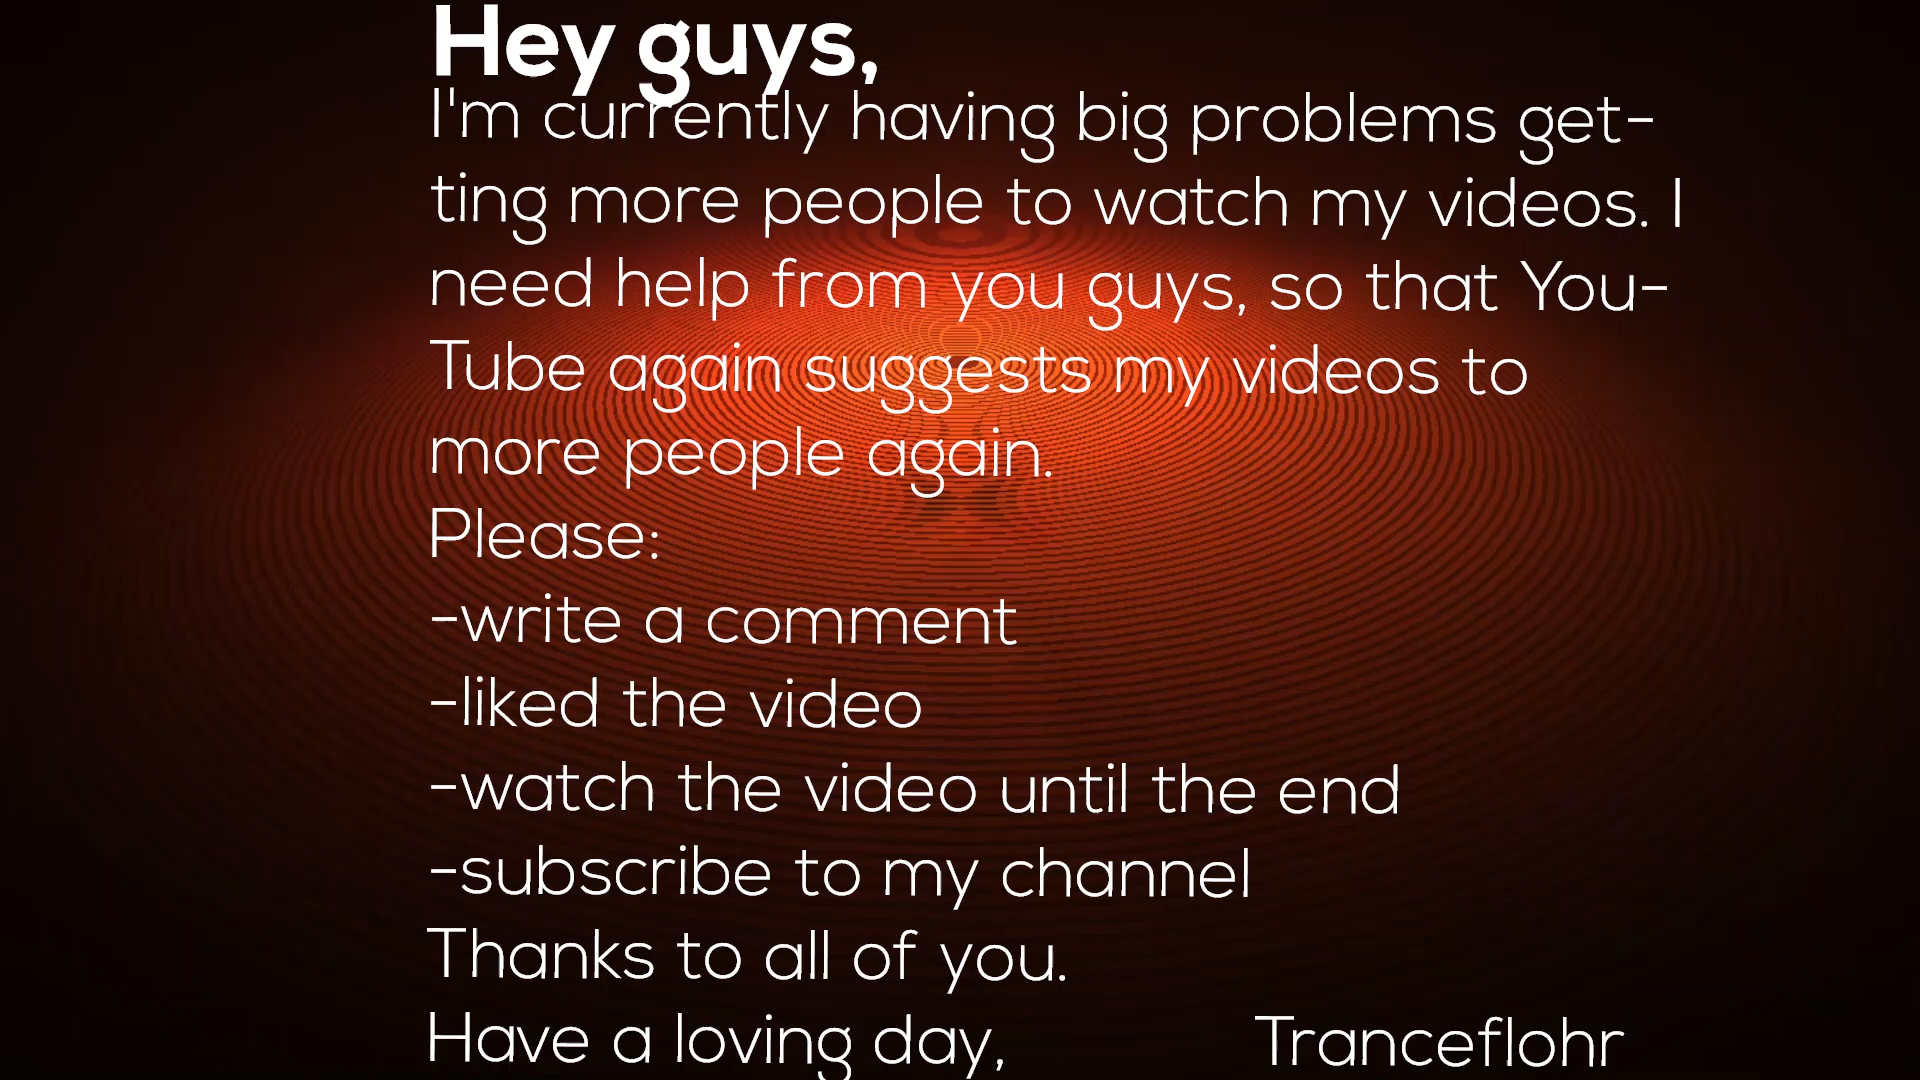 Hey guys,
I'm currently having big problems get-
ting more people to watch my videos. I
need help from you guys, so that You-
Tube again suggests my videos to
more people again.
Please:
-write a comment
-liked the video
-watch the video until the end
-subscribe to my channel
Thanks to all of you.
Have a loving day, Tranceflohr